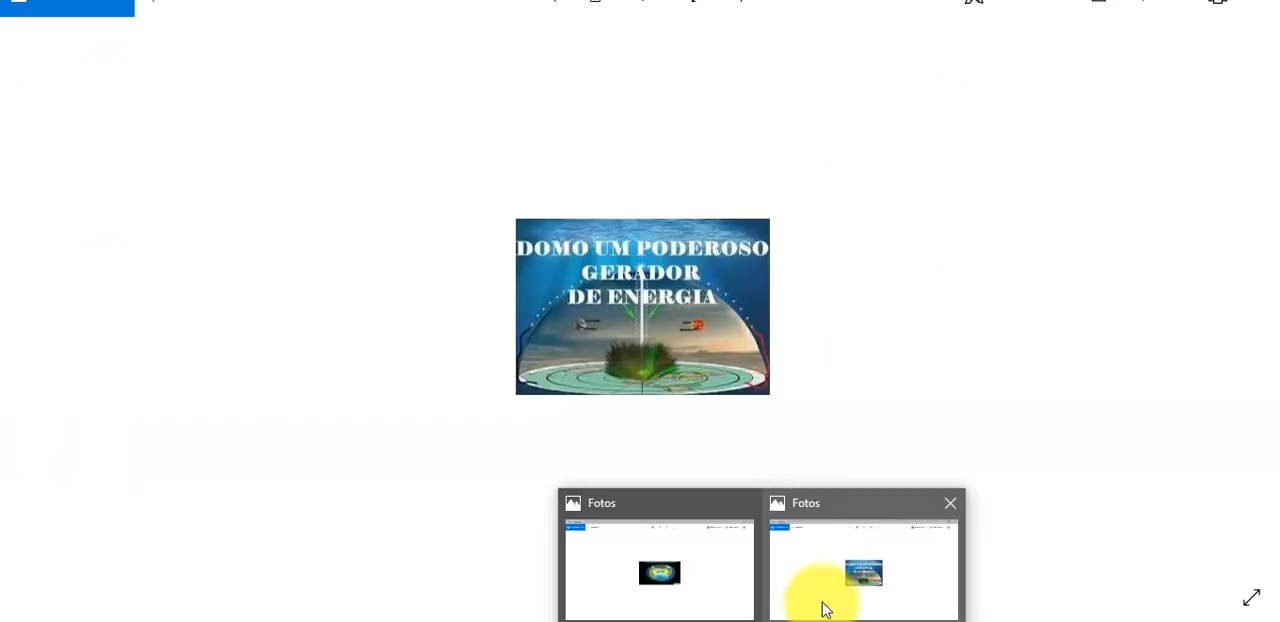 DOMO UM PODEROSO
GERADOR
DE ENERGIA
Fotos
Fotos